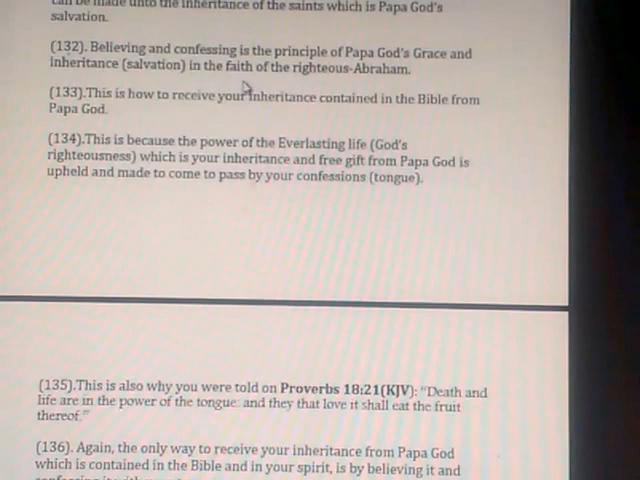 can be made unto the inheritance of the saints which is Papa God's
salvation.
(132). Believing and confessing is the principle of Papa God's Grace and
inheritance (salvation) in the faith of the righteous-Abraham.
(133).This is how to receive your inheritance contained in the Bible from
Papa God.
(134).This is because the power of the Everlasting life (God's
righteousness) which is your inheritance and free gift from Papa God is
upheld and made to come to pass by your confessions (tongue).
(135).This is also why you were told on Proverbs 18:21(KJV): "Death and
life are in the power of the tongue: and they that love it shall eat the fruit
thereof."
(136). Again, the only way to receive your inheritance from Papa God
which is contained in the Bible and in your spirit, is by believing it and